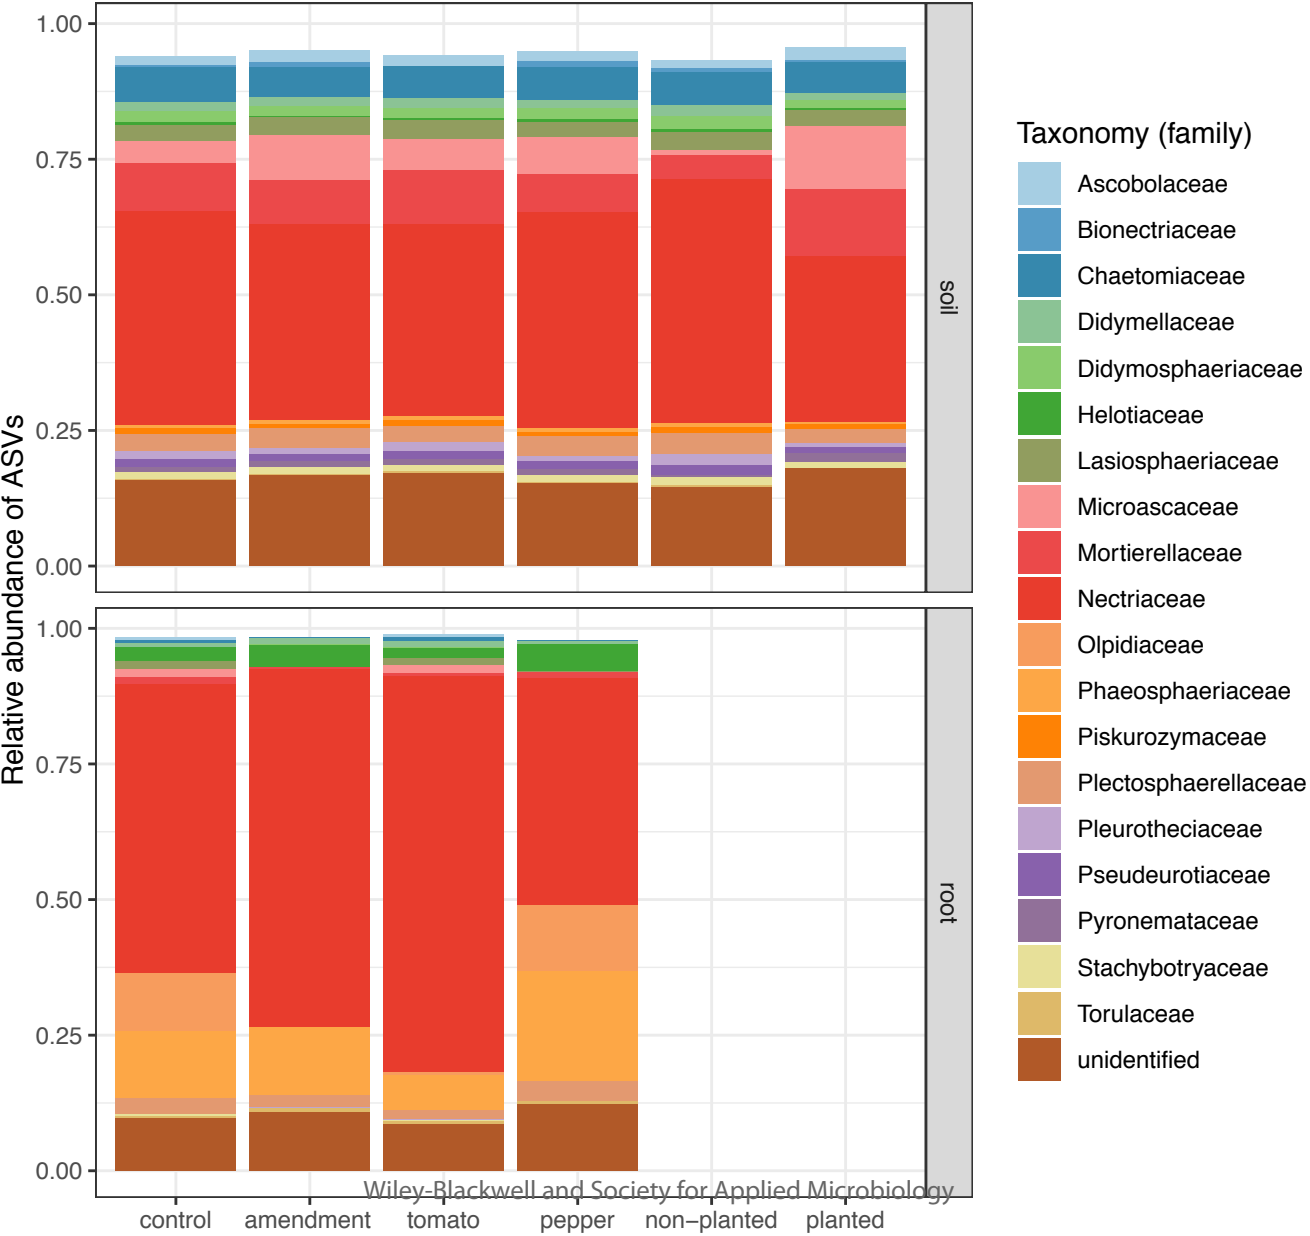 Relative abundance of ASVs
1.00
0.75
0.50
0.25
0.00
soil
1.00
0.75
0.50
0.25
0.00
root
control amendment tomato pepper non−planted planted
Wiley-Blackwell and Society for Applied Microbiology
Taxonomy (family)
Ascobolaceae
Bionectriaceae
Chaetomiaceae
Didymellaceae
Didymosphaeriaceae
Helotiaceae
Lasiosphaeriaceae
Microascaceae
Mortierellaceae
Nectriaceae
Olpidiaceae
Phaeosphaeriaceae
Piskurozymaceae
Plectosphaerellaceae
Pleurotheciaceae
Pseudeurotiaceae
Pyronemataceae
Stachybotryaceae
Torulaceae
unidentified